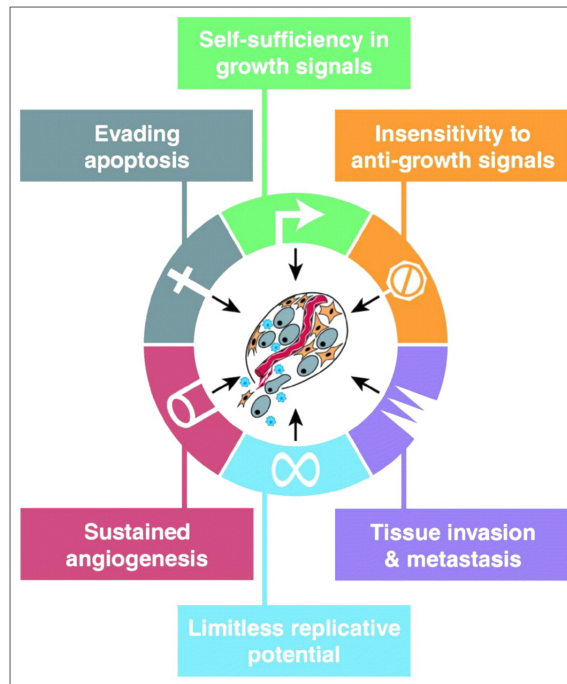 Self-sufficiency in
growth signals
Evading
apoptosis
Insensitivity to
anti-growth signals
Sustained
angiogenesis
Tissue invasion
& metastasis
Limitless replicative
potential